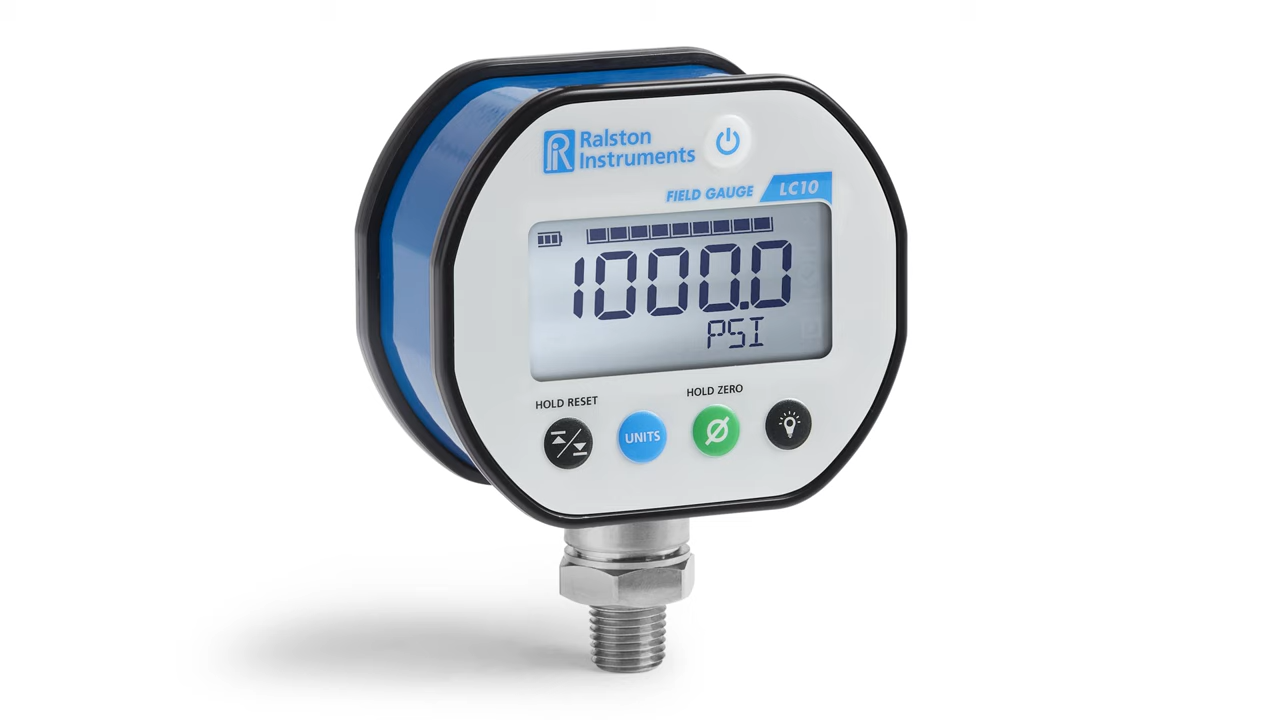 Ralston
Instruments
FIELD GAUGE LC10
1000.0
PSI
HOLD RESET
HOLD ZERO
UNITS